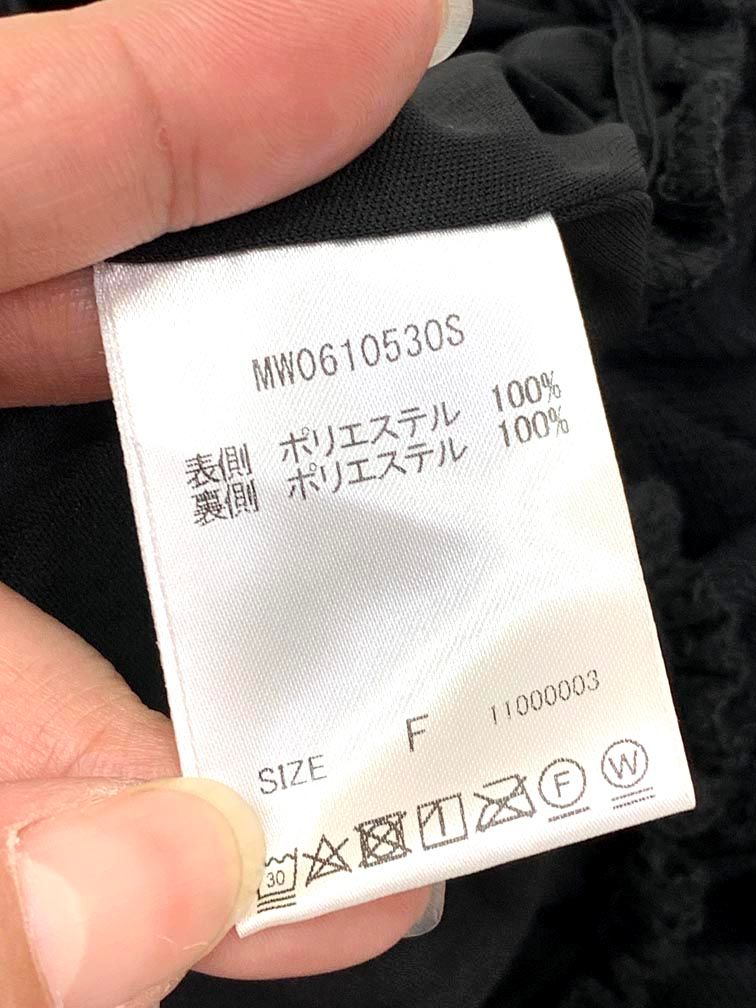 MW0610530S
表側 ポリエステル 100%
裏側 ポリエステル 100%
SIZE F 11000003
30 F W